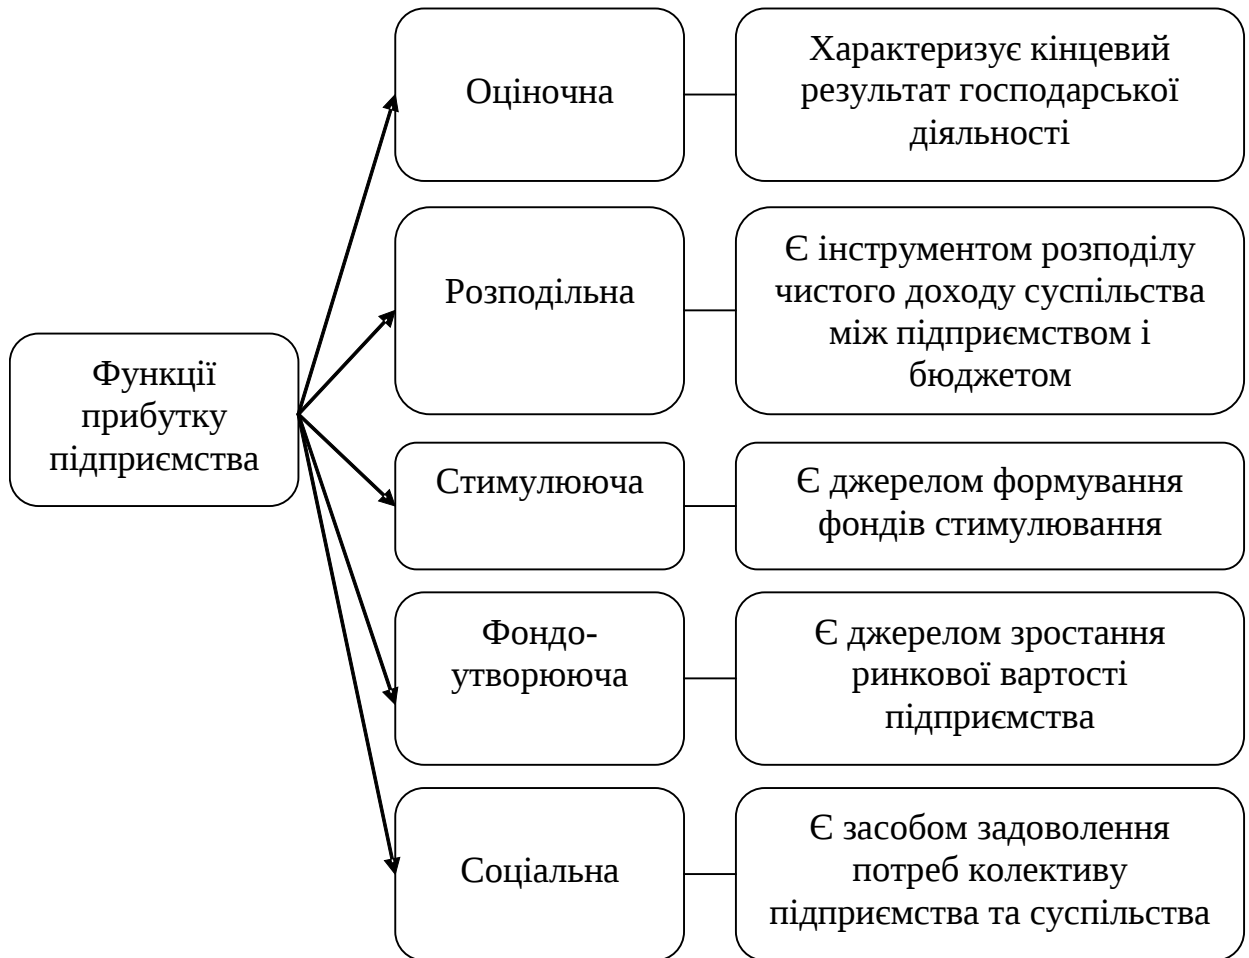 Функції
прибутку
підприємства
Оціночна
Характеризує кінцевий
результат господарської
діяльності
Розподільна
Є інструментом розподілу
чистого доходу суспільства
між підприємством і
бюджетом
Стимулююча
Є джерелом формування
фондів стимулювання
Фондо-
утворююча
Є джерелом зростання
ринкової вартості
підприємства
Соціальна
Є засобом задоволення
потреб колективу
підприємства та суспільства